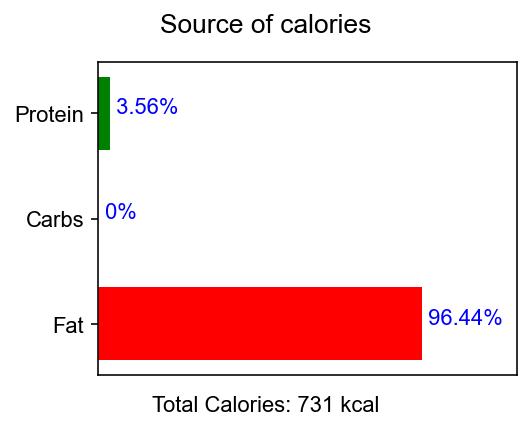 Source of calories
Protein 3.56%
Carbs 0%
Fat 96.44%
Total Calories: 731 kcal